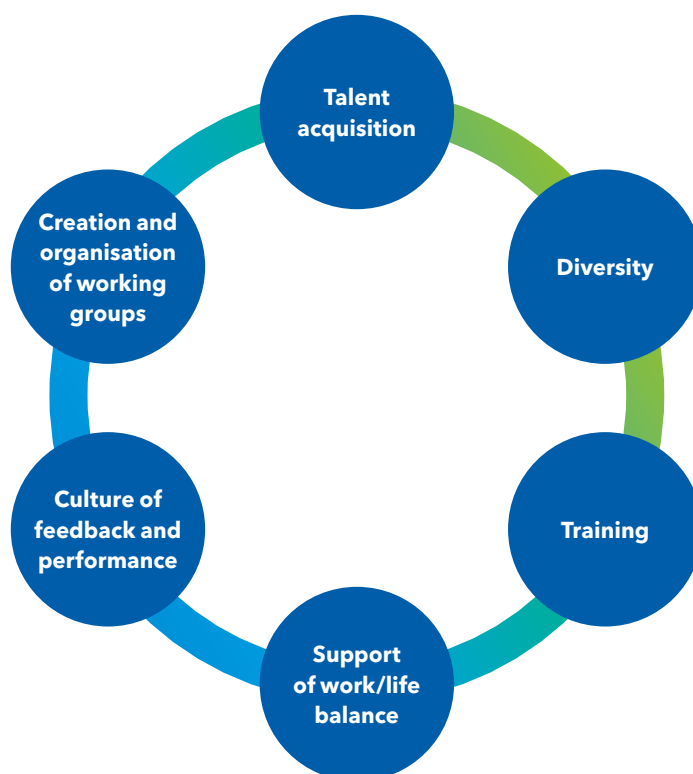 Talent
acquisition
Diversity
Training
Support
of work/life
balance
Culture of
feedback and
performance
Creation and
organisation
of working
groups